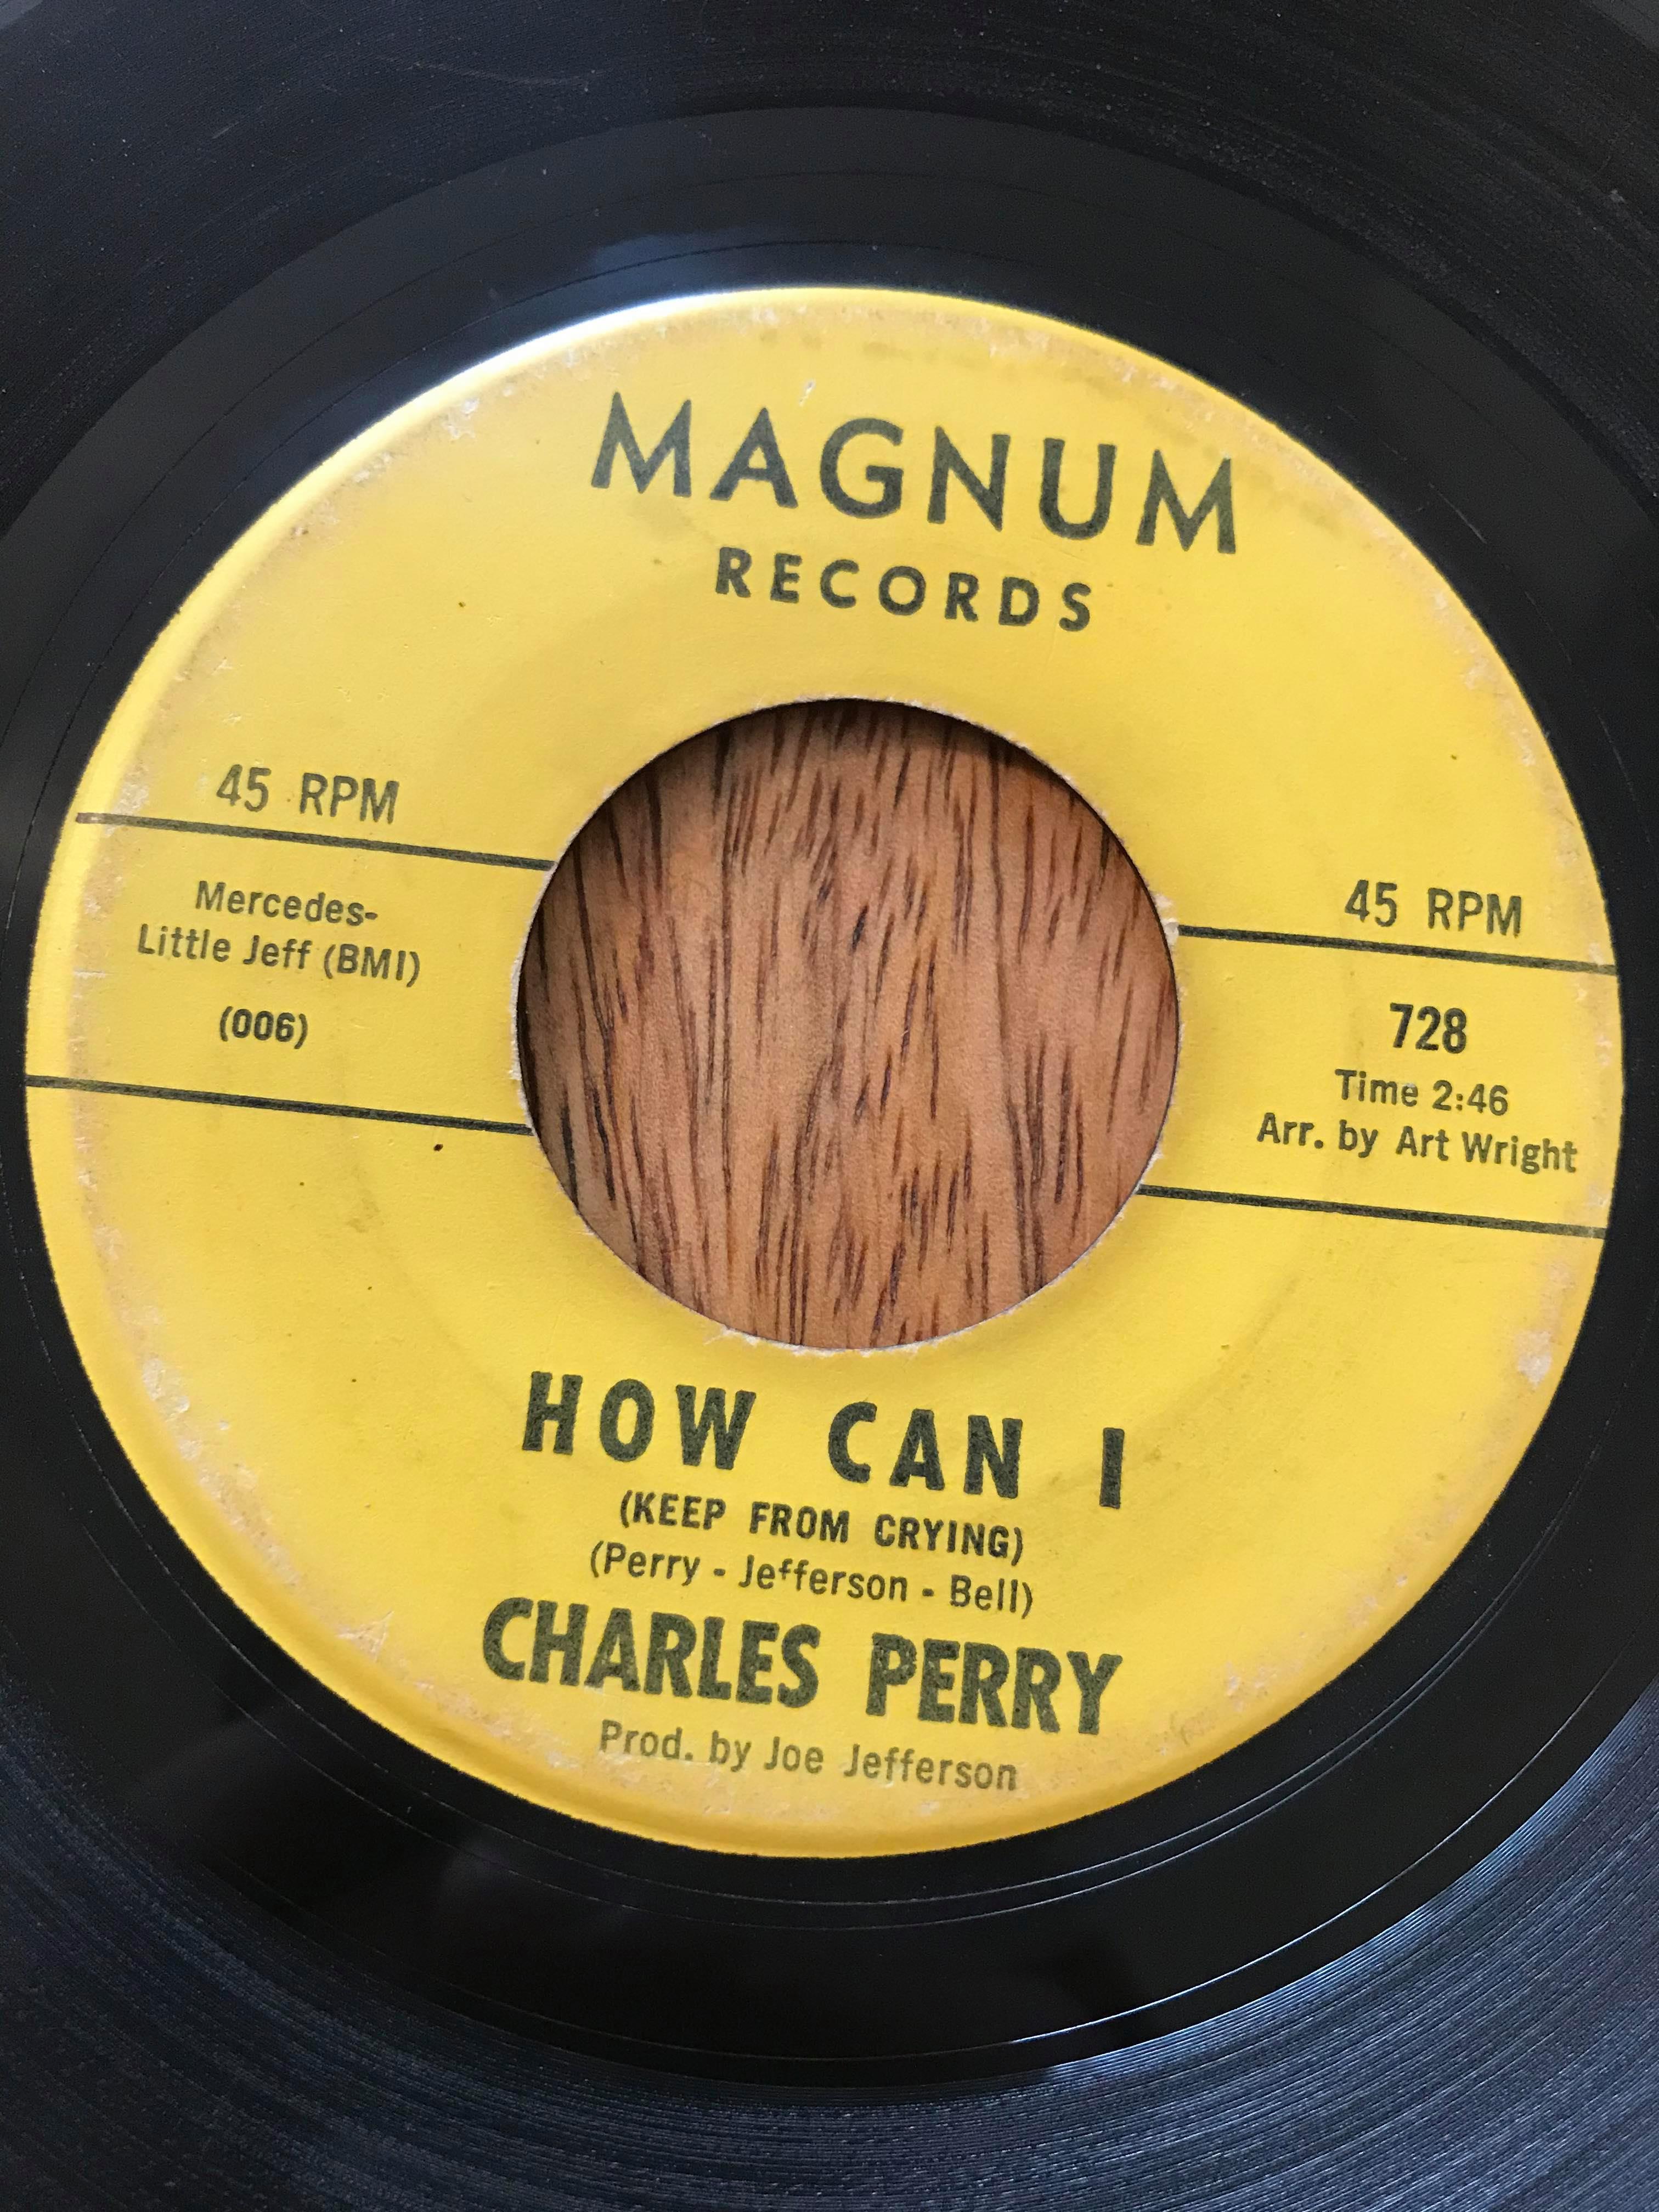 MAGNUM
RECORDS
45 RPM
Mercedes-
Little Jeff (BMI)
(006)
45 RPM
728
Time 2:46
Arr. by Art Wright
HOW CAN I
(KEEP FROM CRYING)
(Perry - Jefferson - Bell)
CHARLES PERRY
Prod. by Joe Jefferson